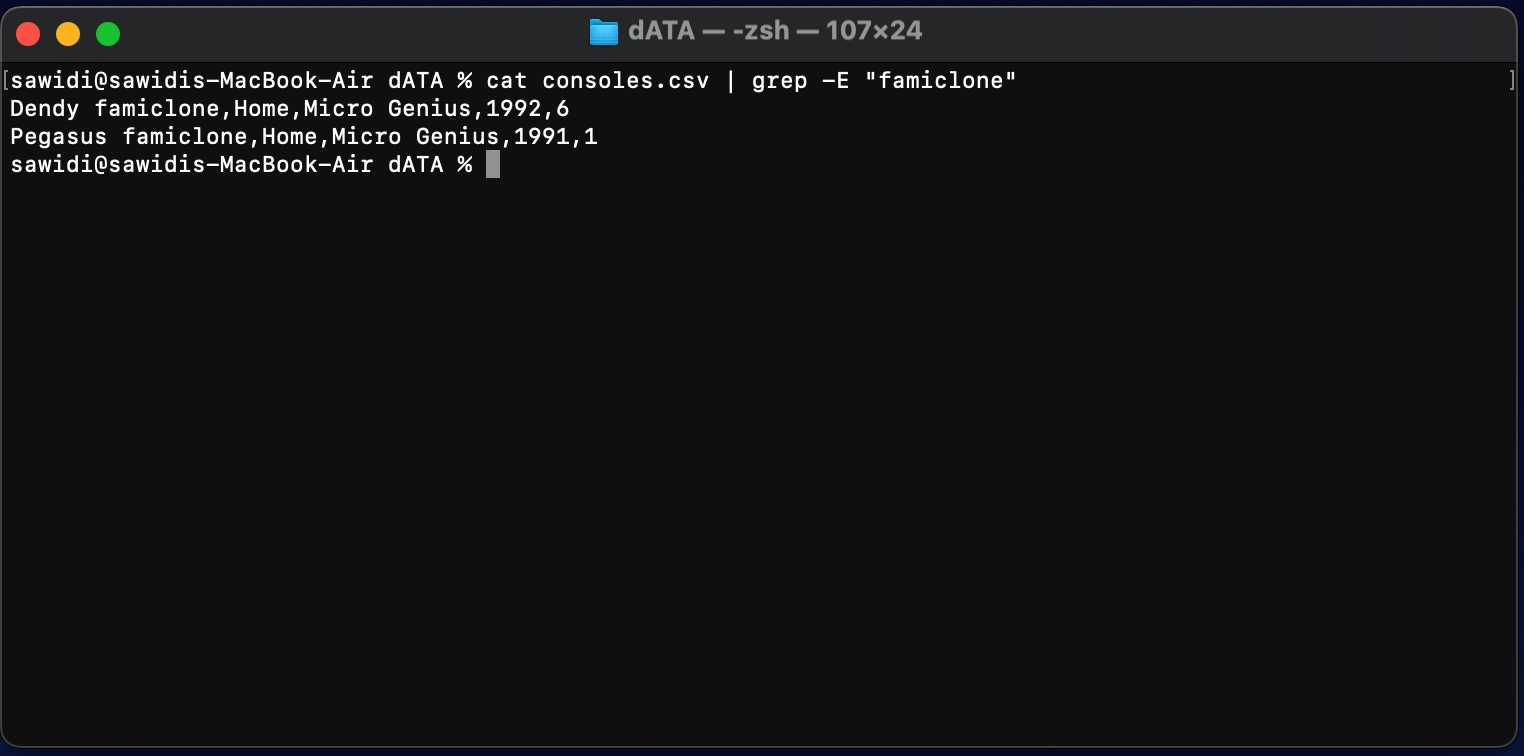 dATA — -zsh — 107×24
[sawidi@sawidis-MacBook-Air dATA % cat consoles.csv | grep -E "famiclone" ]
Dendy famiclone,Home,Micro Genius,1992,6
Pegasus famiclone,Home,Micro Genius,1991,1
sawidi@sawidis-MacBook-Air dATA %